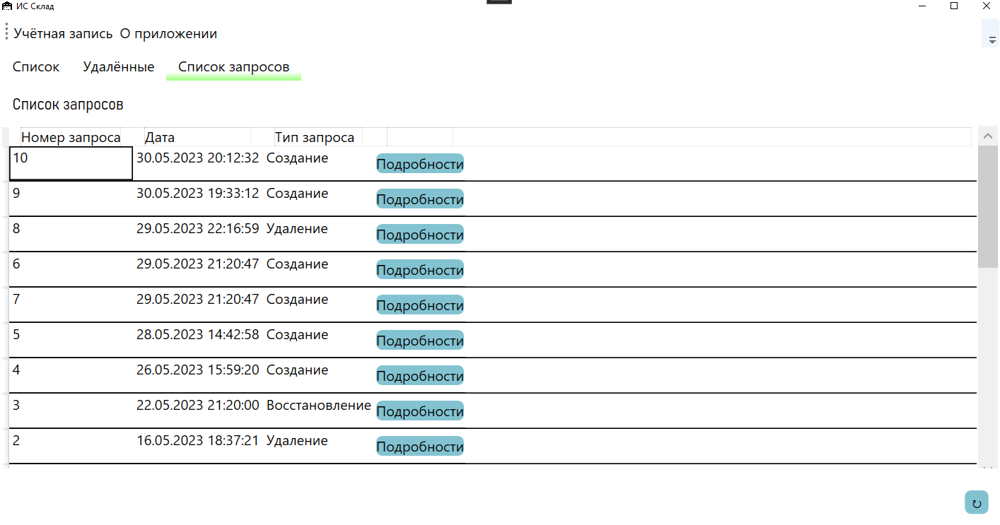 ИС Склад
Учётная запись О приложении
Список Удалённые Список запросов
Список запросов
Номер запроса Дата Тип запроса
10 30.05.2023 20:12:32 Создание Подробности
9 30.05.2023 19:33:12 Создание Подробности
8 29.05.2023 22:16:59 Удаление Подробности
6 29.05.2023 21:20:47 Создание Подробности
7 29.05.2023 21:20:47 Создание Подробности
5 28.05.2023 14:42:58 Создание Подробности
4 26.05.2023 15:59:20 Создание Подробности
3 22.05.2023 21:20:00 Восстановление Подробности
2 16.05.2023 18:37:21 Удаление Подробности